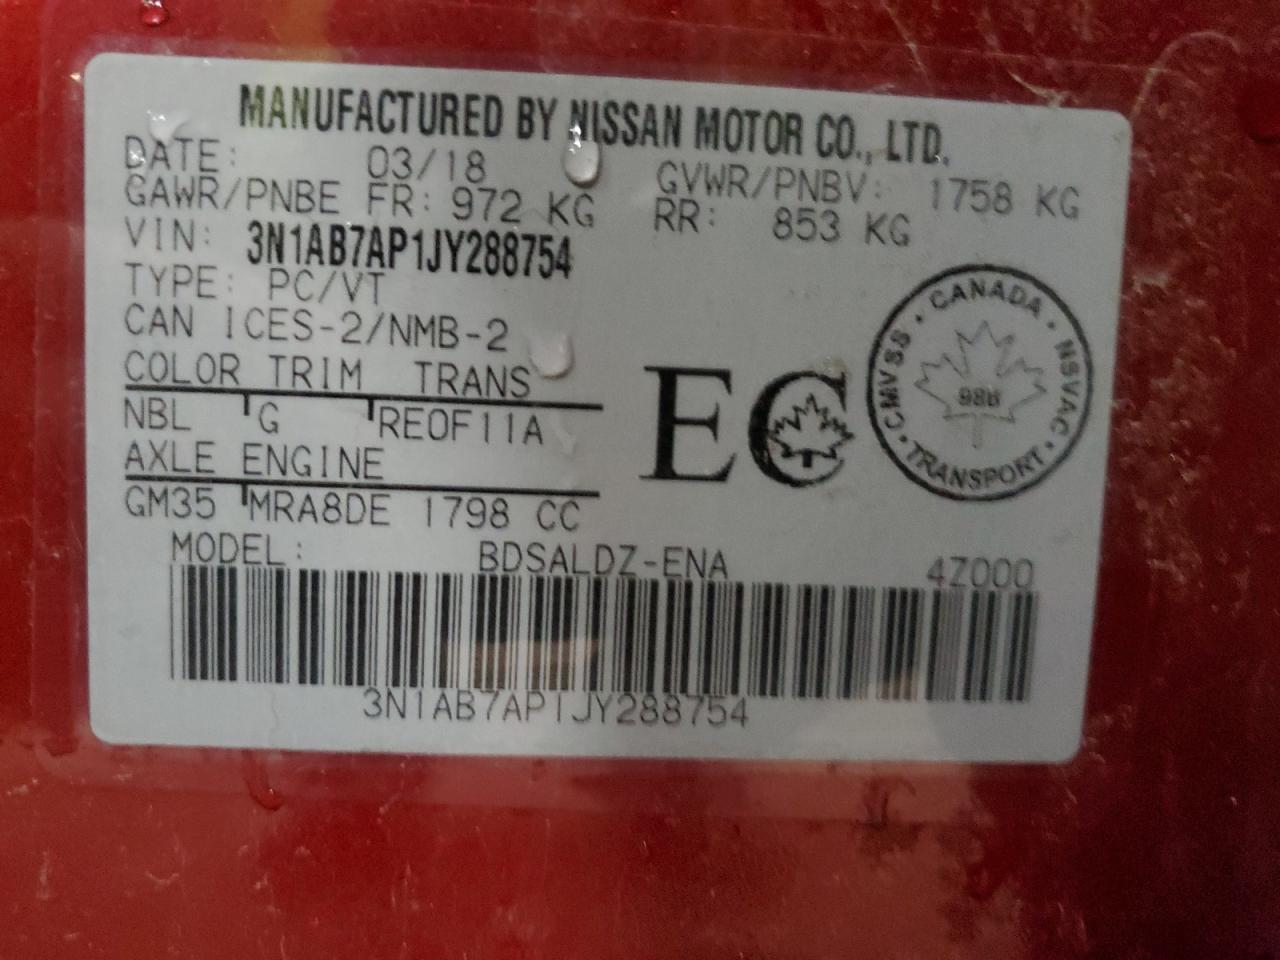 MANUFACTURED BY NISSAN MOTOR CO., LTD.
DATE: 03/18 GVWR/PNBV: 1758 KG
GAWR/PNBE FR: 972 KG RR: 853 KG
VIN: 3N1AB7AP1JY288754
TYPE: PC/VT
CAN ICES-2/NMB-2
COLOR TRIM TRANS
NBL G RE0F11A
AXLE ENGINE
GM35 MRA8DE 1798 CC
EC
CANADA · NSVAC · TRANSPORT · CMVSS ·
MODEL: BDSALDZ-ENA 4Z000
3N1AB7AP1JY288754